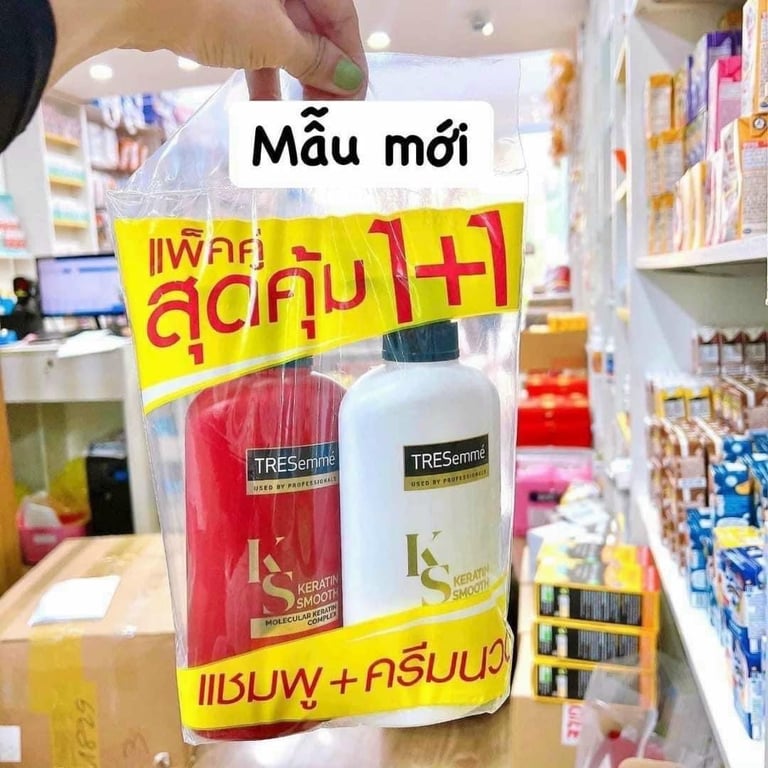 Mẫu mới
แพ็คคู่
สุดคุ้ม 1+1
TRESemmé
USED BY PROFESSIONALS
KS
KERATIN
SMOOTH
MOLECULAR KERATIN
COMPLEX
TRESemmé
USED BY PROFESSIONALS
KS
KERATIN
SMOOTH
แชมพู + ครีมนวด
1829
3